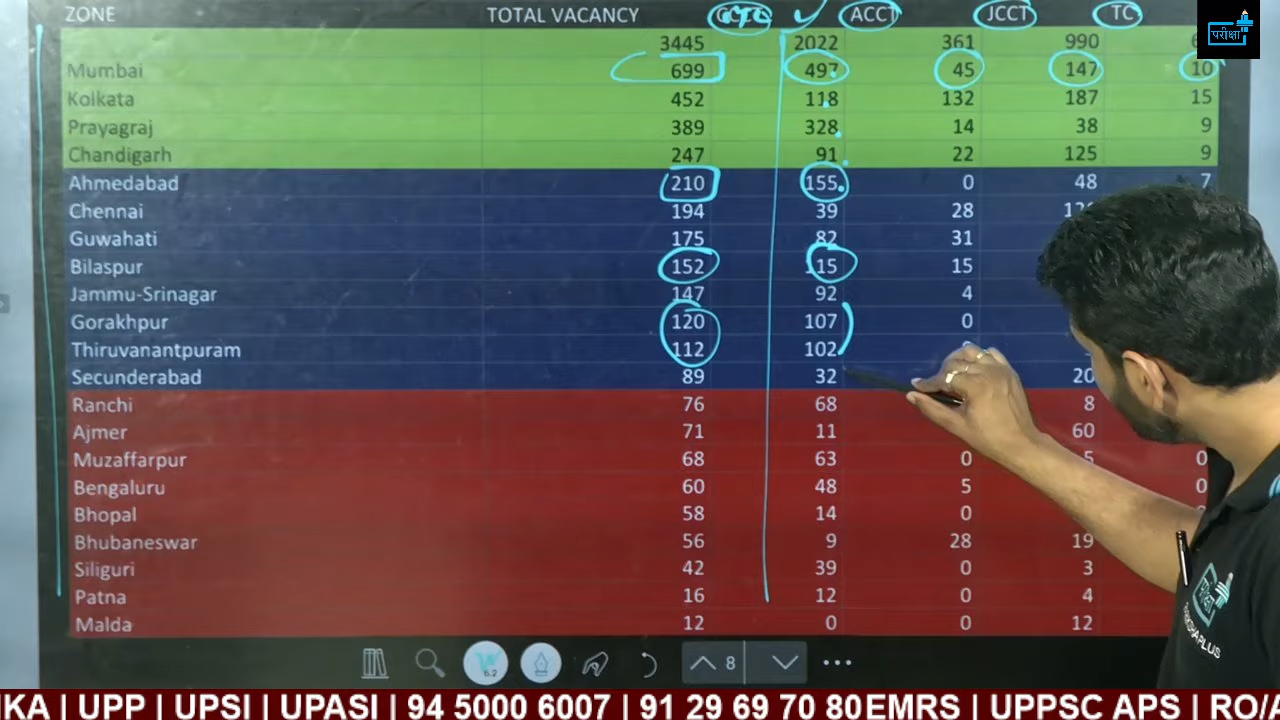 ZONE TOTAL VACANCY CCTC ACCT JCCT TC
परीक्षा
3445 2022 361 990
Mumbai 699 497 45 147 10
Kolkata 452 118 132 187 15
Prayagraj 389 328 14 38 9
Chandigarh 247 91 22 125 9
Ahmedabad 210 155 0 48 7
Chennai 194 39 28
Guwahati 175 82 31
Bilaspur 152 115 15
Jammu-Srinagar 147 92 4
Gorakhpur 120 107 0
Thiruvanantpuram 112 102
Secunderabad 89 32 20
Ranchi 76 68 8
Ajmer 71 11 60
Muzaffarpur 68 63 0 5 0
Bengaluru 60 48 5 0
Bhopal 58 14 0
Bhubaneswar 56 9 28 19
Siliguri 42 39 0 3
Patna 16 12 0 4
Malda 12 0 0 12
8
UPP | UPSI | UPASI | 94 5000 6007 | 91 29 69 70 80 EMRS | UPPSC APS |